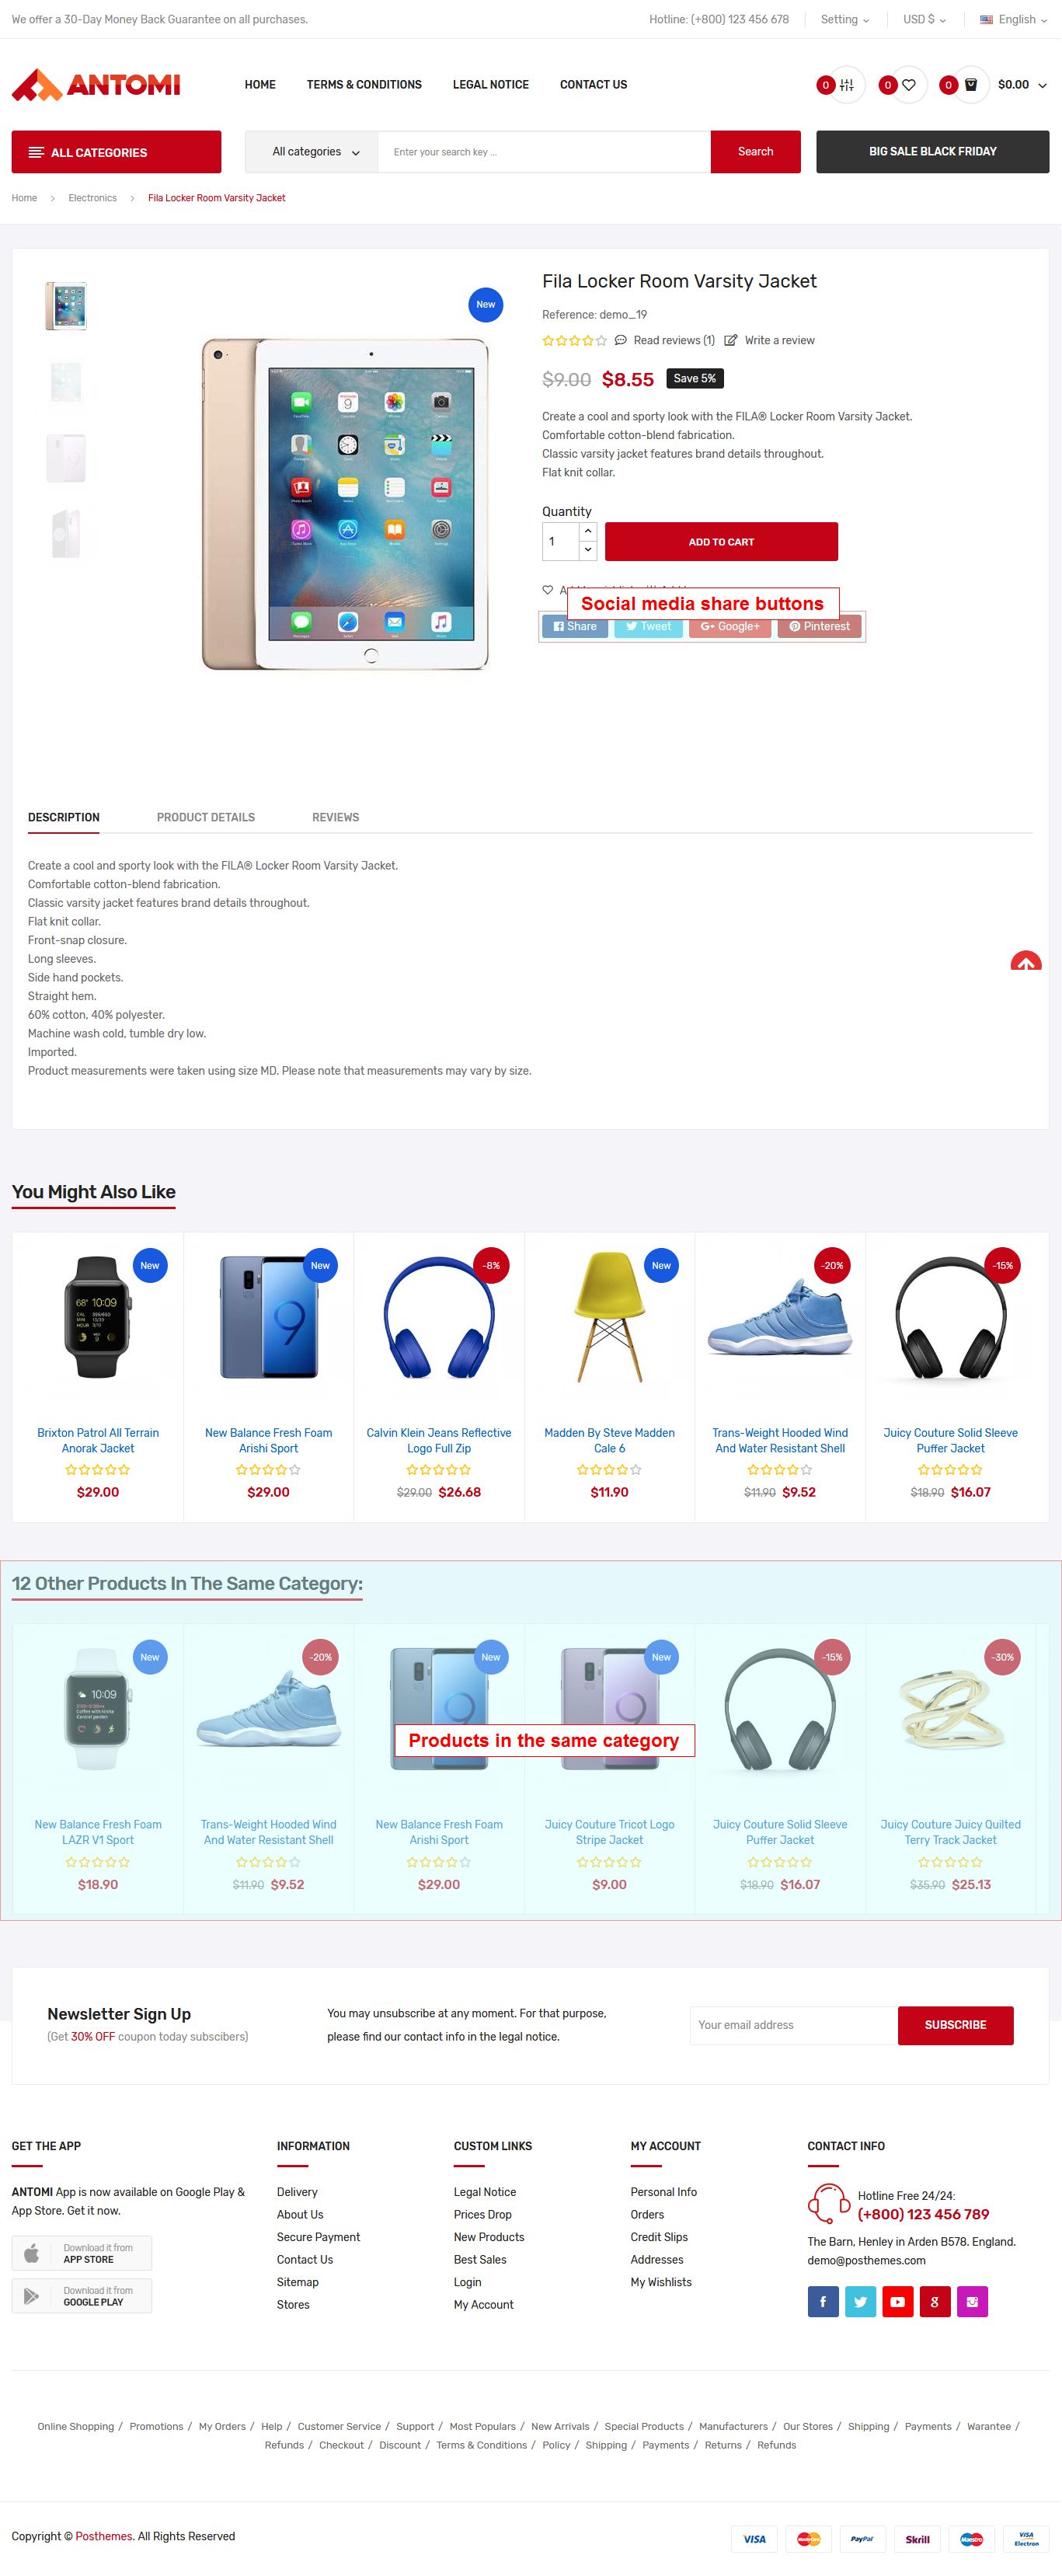 We offer a 30-Day Money Back Guarantee on all purchases.
Hotline: (+800) 123 456 678
Setting
USD $
English
ANTOMI
HOME
TERMS & CONDITIONS
LEGAL NOTICE
CONTACT US
0
0
0
$0.00
ALL CATEGORIES
All categories
Enter your search key ...
Search
BIG SALE BLACK FRIDAY
Home > Electronics > Fila Locker Room Varsity Jacket
New
Fila Locker Room Varsity Jacket
Reference: demo_19
Read reviews (1)
Write a review
$9.00 $8.55 Save 5%
Create a cool and sporty look with the FILA® Locker Room Varsity Jacket.
Comfortable cotton-blend fabrication.
Classic varsity jacket features brand details throughout.
Flat knit collar.
Quantity
1
ADD TO CART
Social media share buttons
Share
Tweet
Google+
Pinterest
DESCRIPTION
PRODUCT DETAILS
REVIEWS
Create a cool and sporty look with the FILA® Locker Room Varsity Jacket.
Comfortable cotton-blend fabrication.
Classic varsity jacket features brand details throughout.
Flat knit collar.
Front-snap closure.
Long sleeves.
Side hand pockets.
Straight hem.
60% cotton, 40% polyester.
Machine wash cold, tumble dry low.
Imported.
Product measurements were taken using size MD. Please note that measurements may vary by size.
You Might Also Like
New
68° 10:09
Brixton Patrol All Terrain
Anorak Jacket
$29.00
New
9
New Balance Fresh Foam
Arishi Sport
$29.00
-8%
Calvin Klein Jeans Reflective
Logo Full Zip
$29.00 $26.68
New
Madden By Steve Madden
Cale 6
$11.90
-20%
Trans-Weight Hooded Wind
And Water Resistant Shell
$11.90 $9.52
-15%
Juicy Couture Solid Sleeve
Puffer Jacket
$18.90 $16.07
12 Other Products In The Same Category:
New
10:09
New Balance Fresh Foam
LAZR V1 Sport
$18.90
-20%
Trans-Weight Hooded Wind
And Water Resistant Shell
$11.90 $9.52
New
New Balance Fresh Foam
Arishi Sport
$29.00
Products in the same category
New
Juicy Couture Tricot Logo
Stripe Jacket
$9.00
-15%
Juicy Couture Solid Sleeve
Puffer Jacket
$18.90 $16.07
-30%
Juicy Couture Juicy Quilted
Terry Track Jacket
$35.90 $25.13
Newsletter Sign Up
(Get 30% OFF coupon today subscibers)
You may unsubscribe at any moment. For that purpose,
please find our contact info in the legal notice.
Your email address
SUBSCRIBE
GET THE APP
ANTOMI App is now available on Google Play &
App Store. Get it now.
Download it from
APP STORE
Download it from
GOOGLE PLAY
INFORMATION
Delivery
About Us
Secure Payment
Contact Us
Sitemap
Stores
CUSTOM LINKS
Legal Notice
Prices Drop
New Products
Best Sales
Login
My Account
MY ACCOUNT
Personal Info
Orders
Credit Slips
Addresses
My Wishlists
CONTACT INFO
Hotline Free 24/24:
(+800) 123 456 789
The Barn, Henley in Arden B578. England.
demo@posthemes.com
Online Shopping / Promotions / My Orders / Help / Customer Service / Support / Most Populars / New Arrivals / Special Products / Manufacturers / Our Stores / Shipping / Payments / Warantee /
Refunds / Checkout / Discount / Terms & Conditions / Policy / Shipping / Payments / Returns / Refunds
Copyright © Posthemes. All Rights Reserved
VISA
MasterCard
PayPal
Skrill
Maestro
VISA
Electron